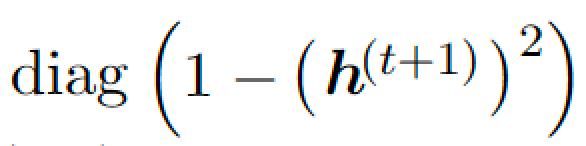 diag (1 − (h^(t+1))^2)